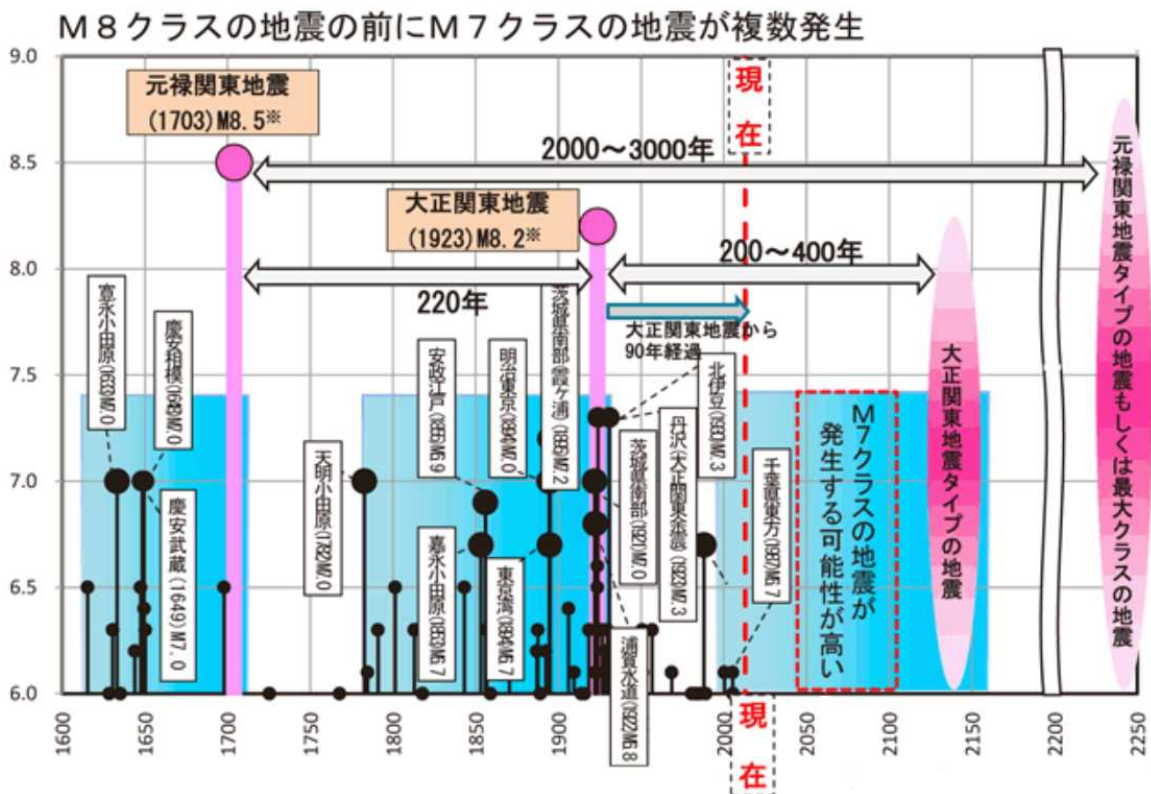 M8クラスの地震の前にM7クラスの地震が複数発生
9.0
8.5
8.0
7.5
7.0
6.5
6.0
元禄関東地震
(1703)M8.5※
現在
2000～3000年
大正関東地震
(1923)M8.2※
200～400年
220年
大正関東地震から
90年経過
寛永小田原(1633)M7.0
慶安相模(1648)M7.0
慶安武蔵(1649)M7.0
天明小田原(1782)M7.0
安政江戸(1855)M6.9
嘉永小田原(1853)M6.7
明治東京(1894)M7.0
東京湾(1894)M6.7
茨城県南部(霞ヶ浦)(1895)M7.2
茨城県南部(1921)M7.0
浦賀水道(1922)M6.8
丹沢(大正関東余震)(1923)M7.3
北伊豆(1930)M7.3
千葉県東方(1987)M6.7
M7クラスの地震が
発生する可能性が高い
大正関東地震タイプの地震
元禄関東地震タイプの地震もしくは最大クラスの地震
現在
1600
1650
1700
1750
1800
1850
1900
1950
2000
2050
2100
2150
2200
2200
2250